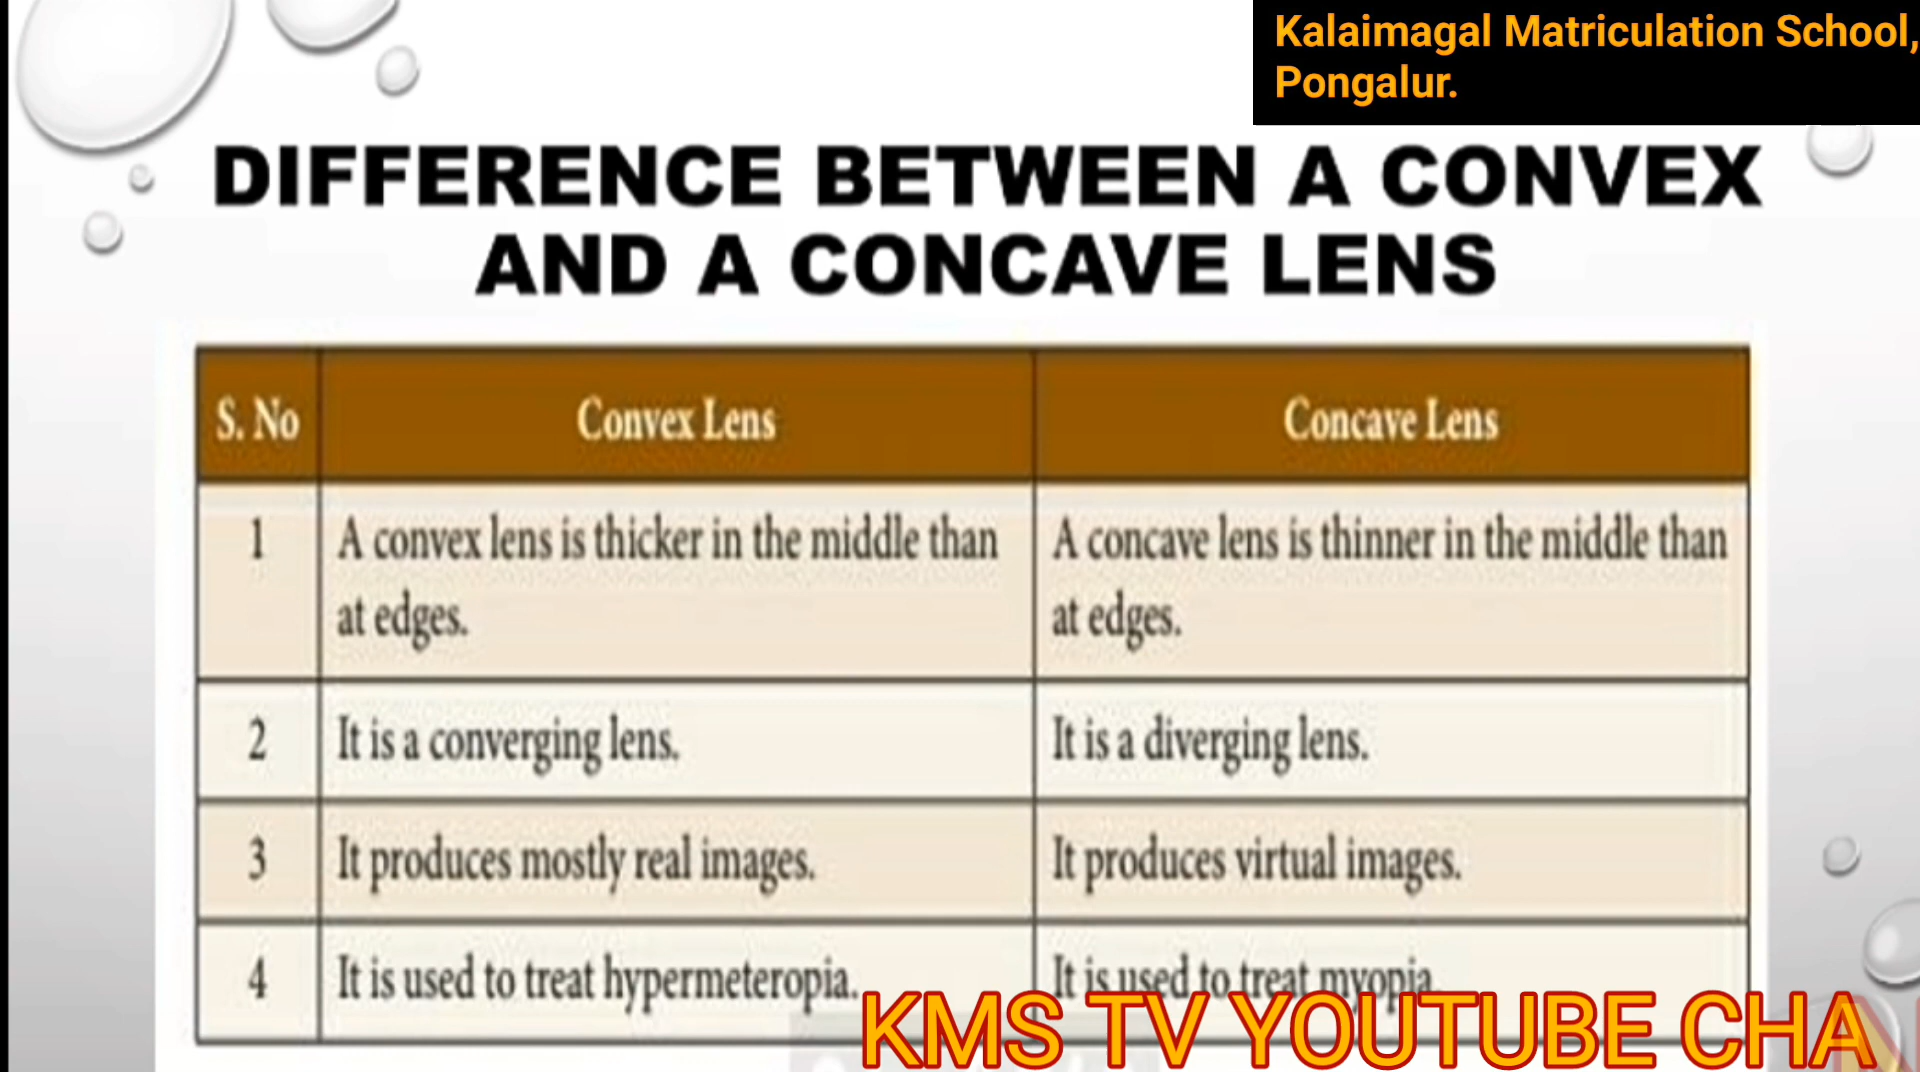 Kalaimagal Matriculation School,
Pongalur.
DIFFERENCE BETWEEN A CONVEX
AND A CONCAVE LENS
S. No Convex Lens Concave Lens
1 A convex lens is thicker in the middle than A concave lens is thinner in the middle than
at edges. at edges.
2 It is a converging lens. It is a diverging lens.
3 It produces mostly real images. It produces virtual images.
4 It is used to treat hypermeteropia. It is used to treat myopia.
KMS TV YOUTUBE CHA